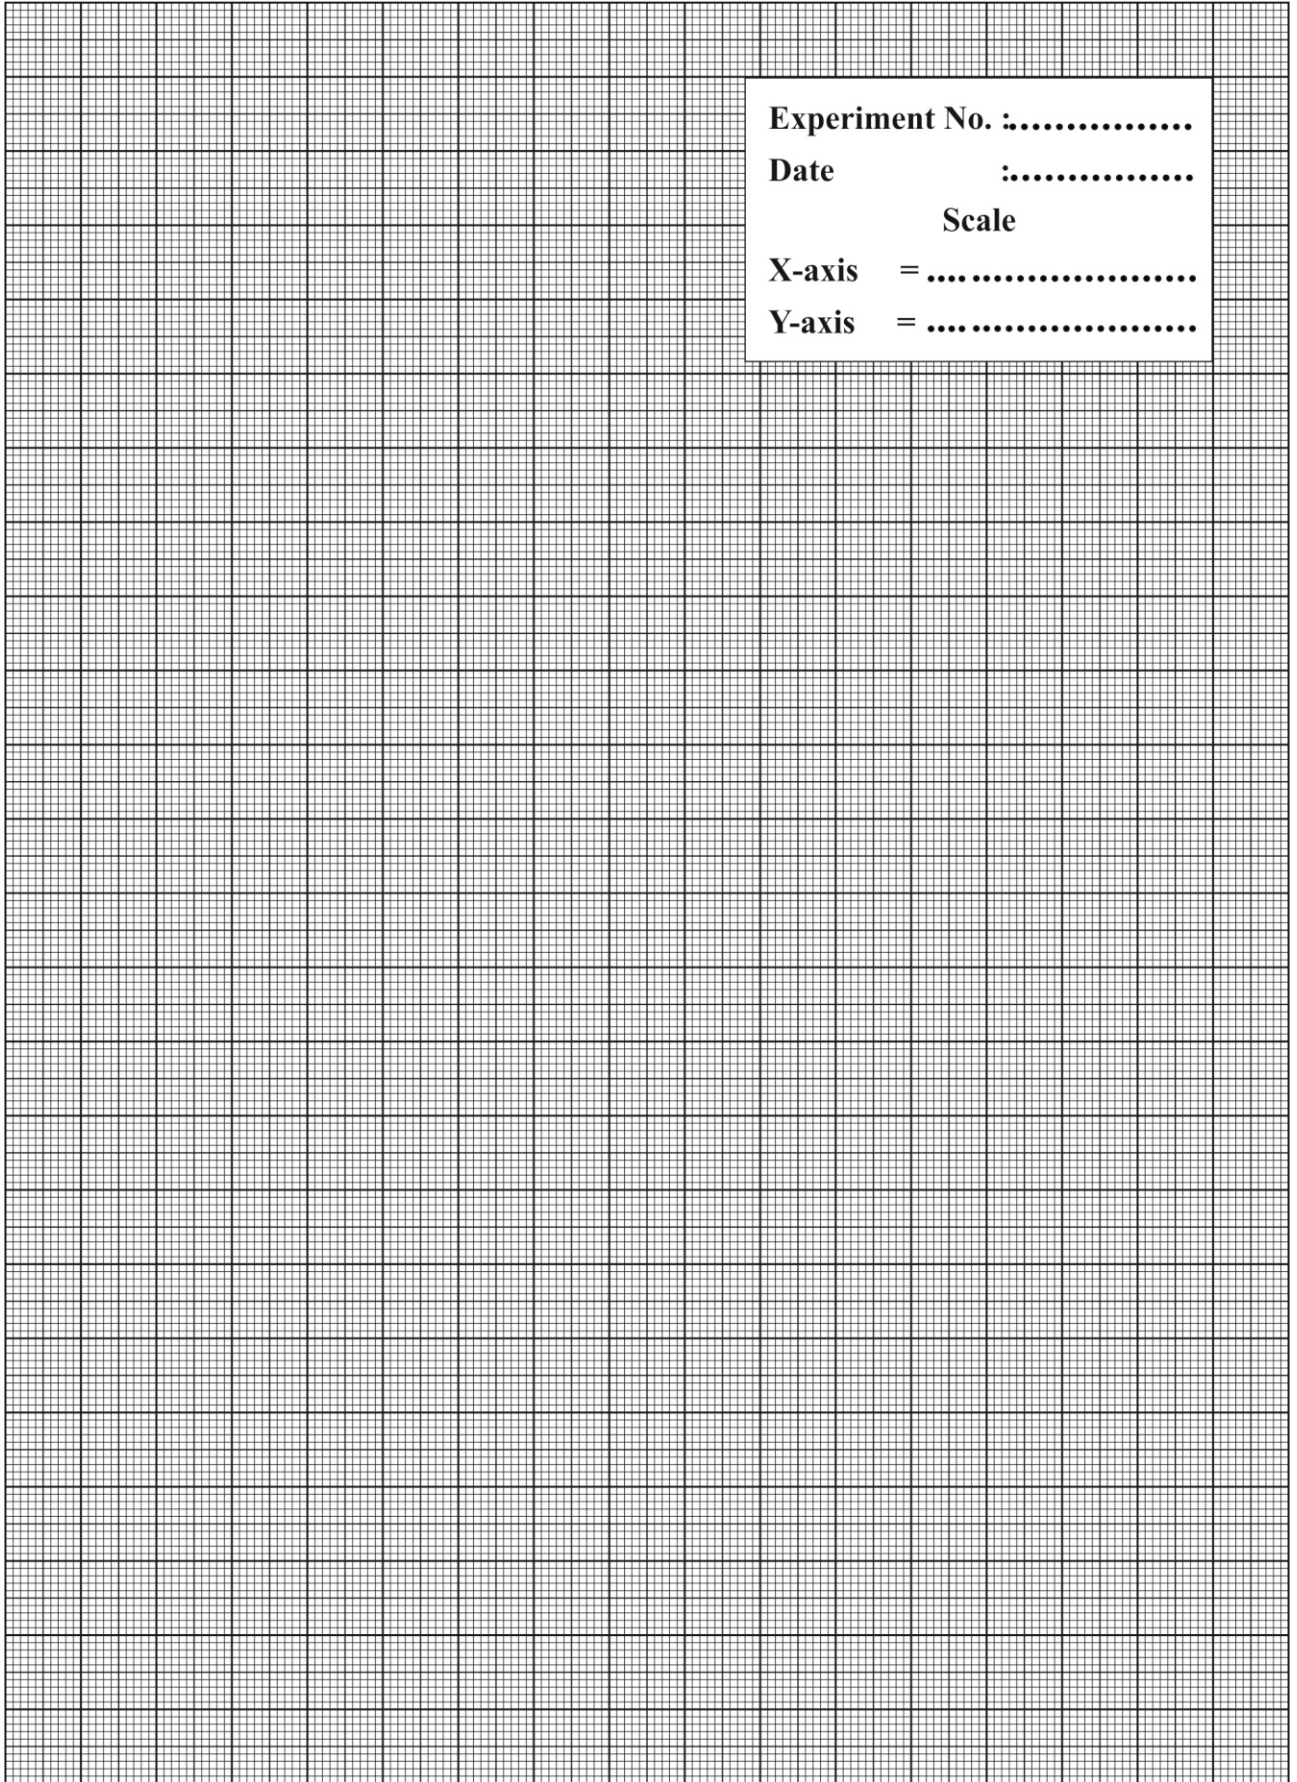 Experiment No. :................
Date :................
Scale
X-axis = .... ....................
Y-axis = .... ....................